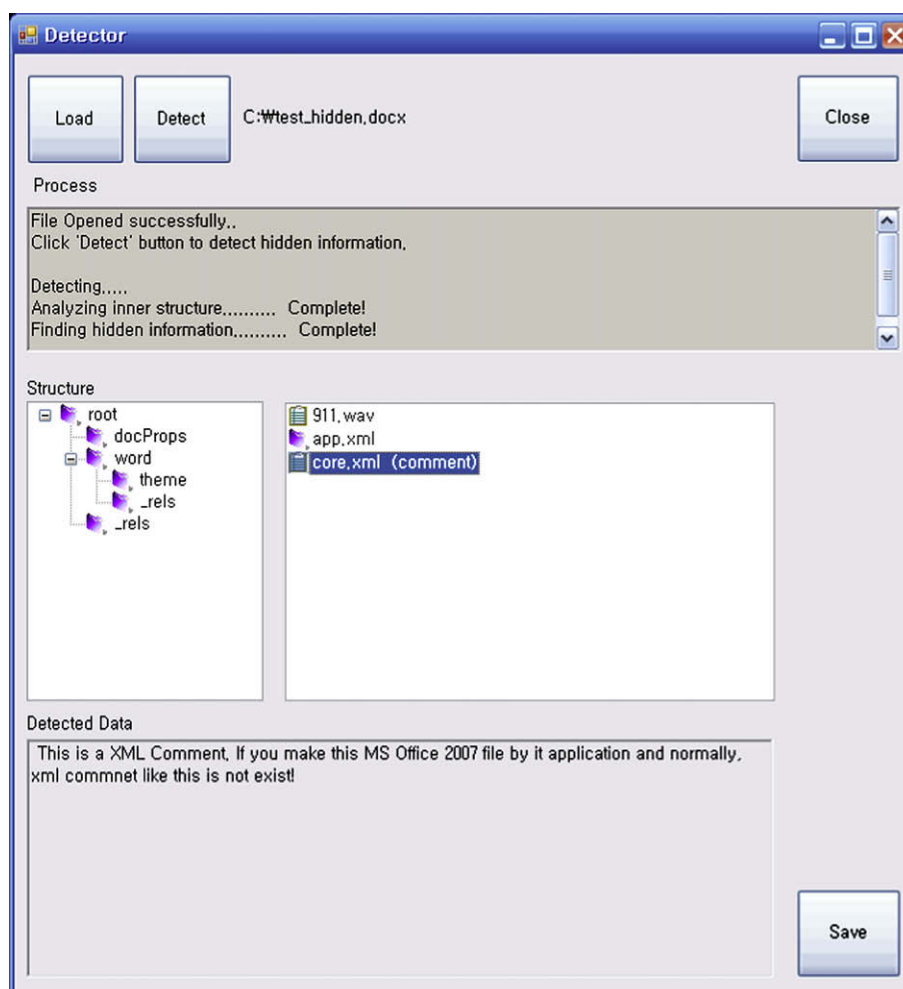 Detector
Load
Detect
C:₩test_hidden.docx
Close
Process
File Opened successfully..
Click 'Detect' button to detect hidden information.
Detecting.....
Analyzing inner structure.......... Complete!
Finding hidden information.......... Complete!
Structure
root
docProps
word
theme
_rels
_rels
911.wav
app.xml
core.xml (comment)
Detected Data
This is a XML Comment. If you make this MS Office 2007 file by it application and normally,
xml commnet like this is not exist!
Save